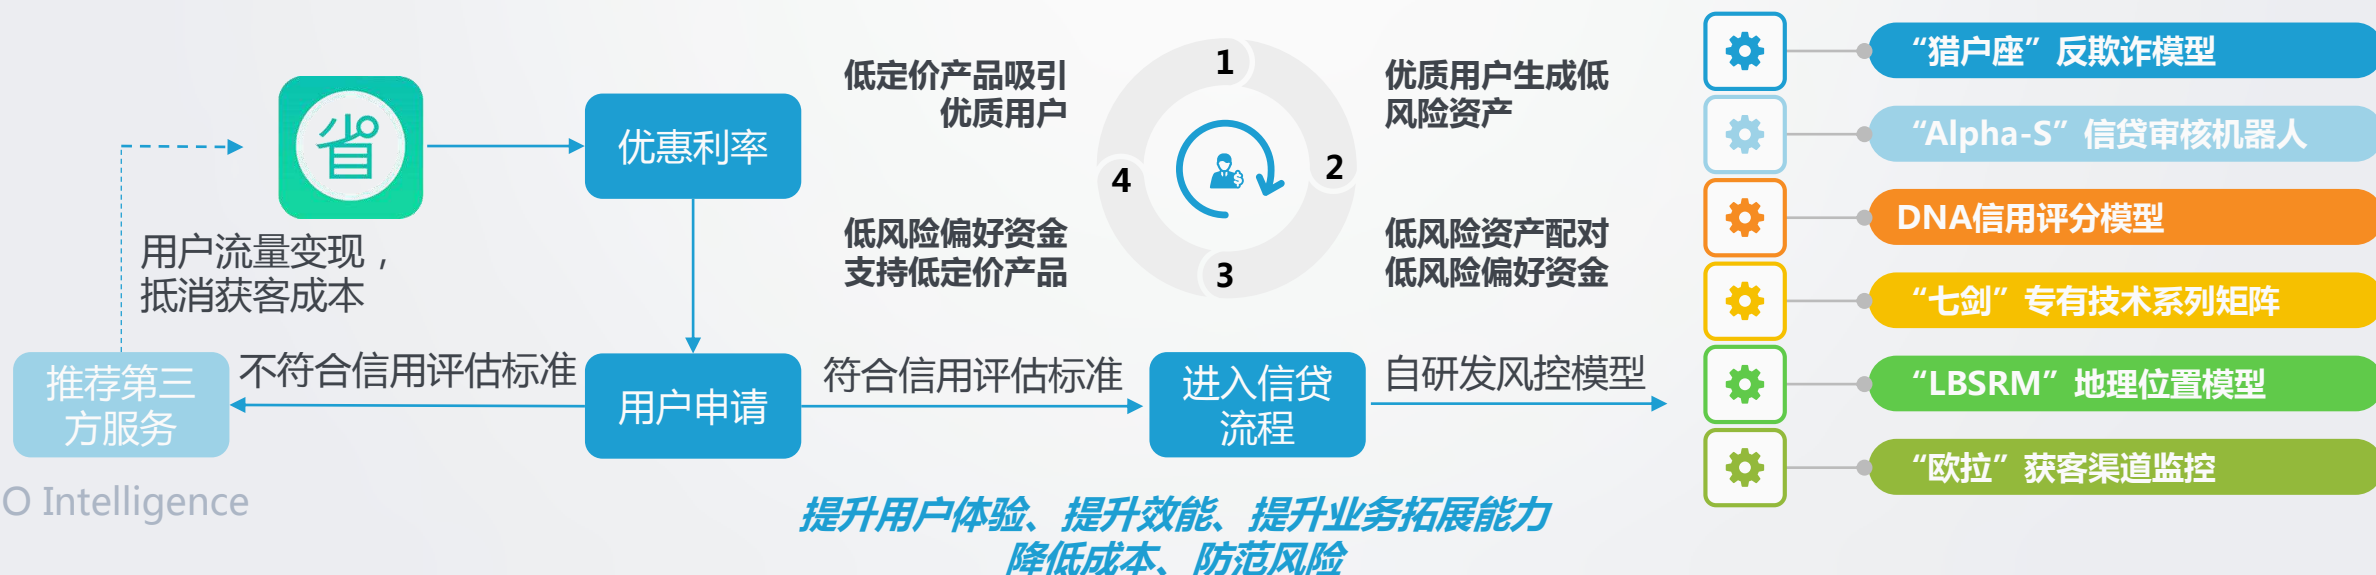 省
用户流量变现，
抵消获客成本
优惠利率
推荐第三
方服务
不符合信用评估标准
用户申请
符合信用评估标准
进入信贷
流程
自研发风控模型
低定价产品吸引
优质用户
1
优质用户生成低
风险资产
2
低风险资产配对
低风险偏好资金
3
低风险偏好资金
支持低定价产品
4
“猎户座”反欺诈模型
“Alpha-S”信贷审核机器人
DNA信用评分模型
“七剑”专有技术系列矩阵
“LBSRM”地理位置模型
“欧拉”获客渠道监控
O Intelligence
提升用户体验、提升效能、提升业务拓展能力
降低成本、防范风险